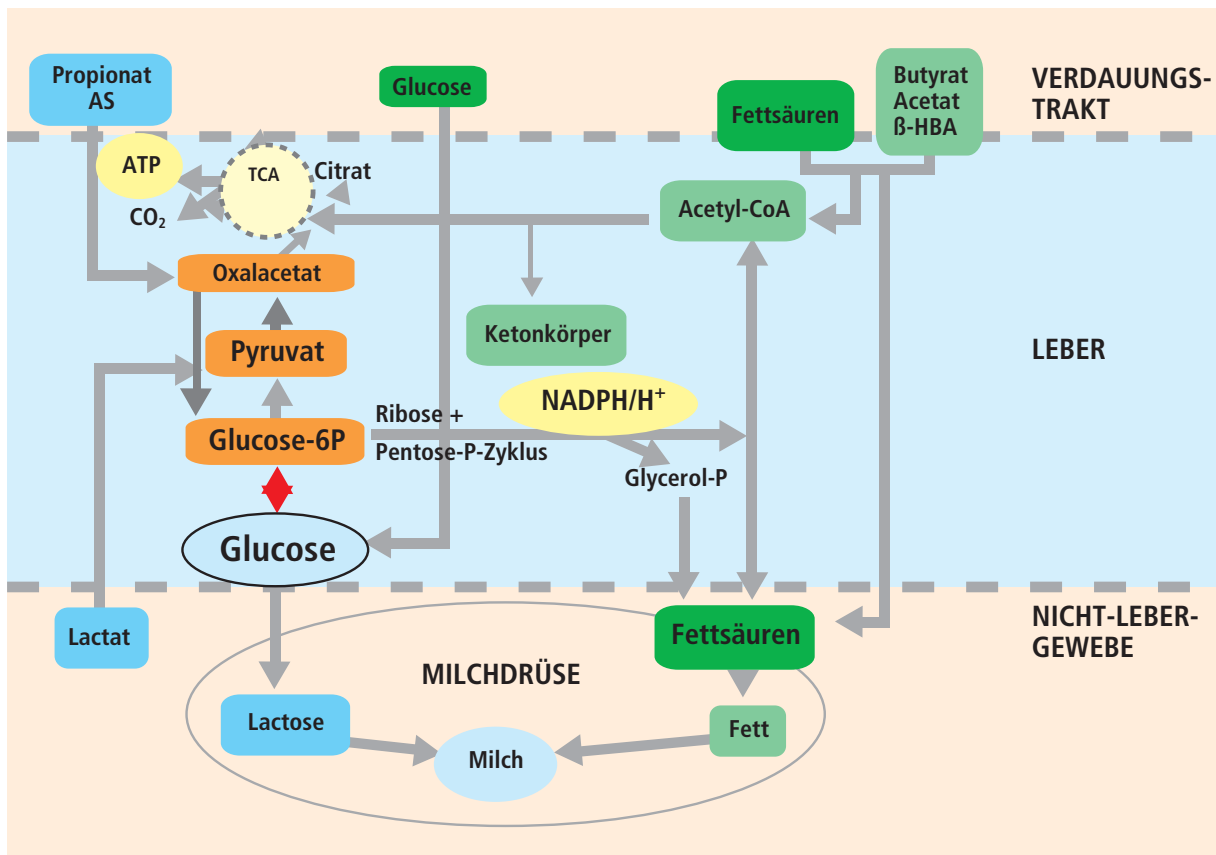 Propionat
AS
Glucose
Fettsäuren
Butyrat
Acetat
ß-HBA
VERDAUUNGS-
TRAKT
ATP
TCA
Citrat
CO₂
Acetyl-CoA
Oxalacetat
Ketonkörper
Pyruvat
LEBER
NADPH/H⁺
Glucose-6P
Ribose +
Pentose-P-Zyklus
Glycerol-P
Glucose
Lactat
Fettsäuren
NICHT-LEBER-
GEWEBE
MILCHDRÜSE
Lactose
Fett
Milch